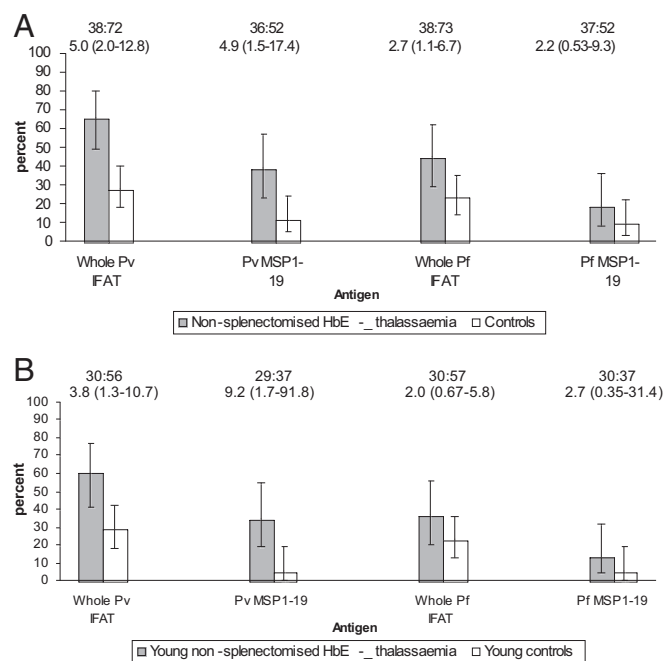 A
38:72 36:52 38:73 37:52
5.0 (2.0-12.8) 4.9 (1.5-17.4) 2.7 (1.1-6.7) 2.2 (0.53-9.3)
100
90
80
70
60
50
40
30
20
10
0
percent
Whole Pv Pv MSP1- Whole Pf Pf MSP1-
IFAT 19 IFAT 19
Antigen
Non-splenectomised HbE -_ thalassaemia Controls
B
30:56 29:37 30:57 30:37
3.8 (1.3-10.7) 9.2 (1.7-91.8) 2.0 (0.67-5.8) 2.7 (0.35-31.4)
100
90
80
70
60
50
40
30
20
10
0
percent
Whole Pv Pv MSP1-19 Whole Pf Pf MSP1-19
IFAT IFAT
Antigen
Young non-splenectomised HbE -_ thalassaemia Young controls